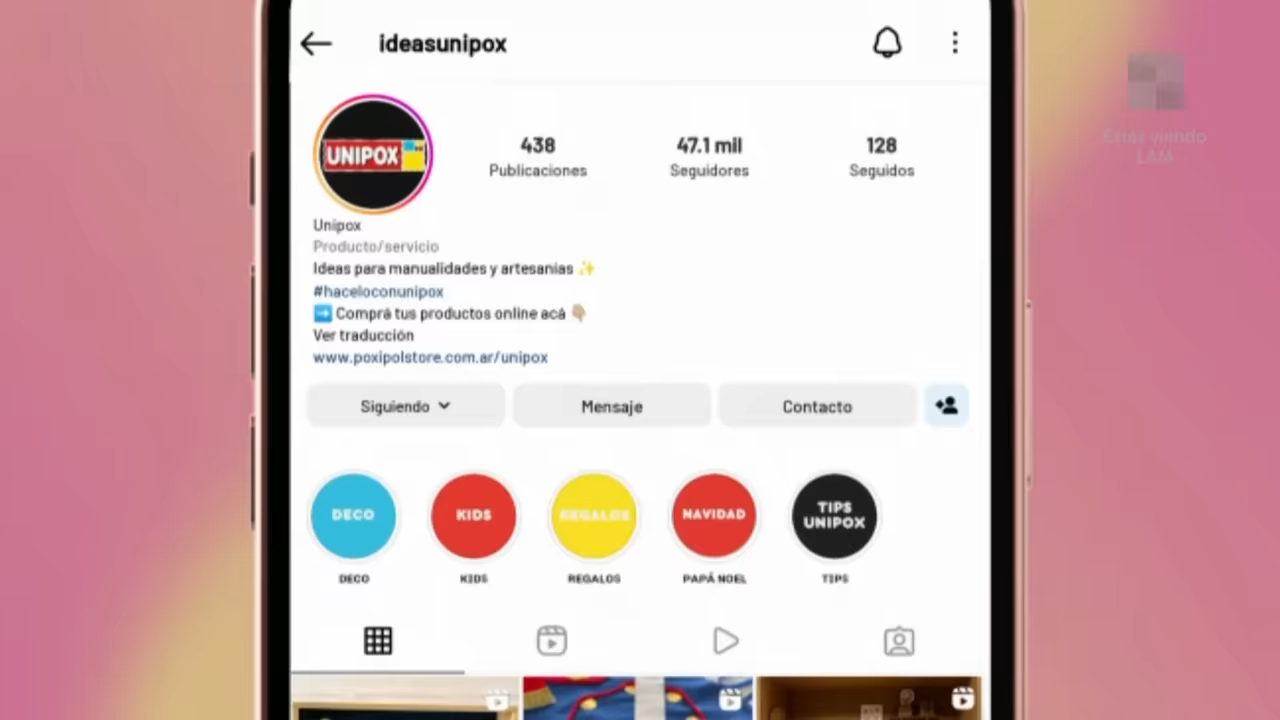 ideasunipox
UNIPOX
438
47.1 mil
128
Publicaciones
Seguidores
Seguidos
Unipox
Producto/servicio
Ideas para manualidades y artesanias ✨
#haceloconunipox
➡️ Comprá tus productos online acá 👇🏼
Ver traducción
www.poxipolstore.com.ar/unipox
Siguiendo
Mensaje
Contacto
DECO
KIDS
REGALOS
NAVIDAD
TIPS
UNIPOX
DECO
KIDS
REGALOS
PAPÁ NOEL
TIPS
Estás viendo
LAM